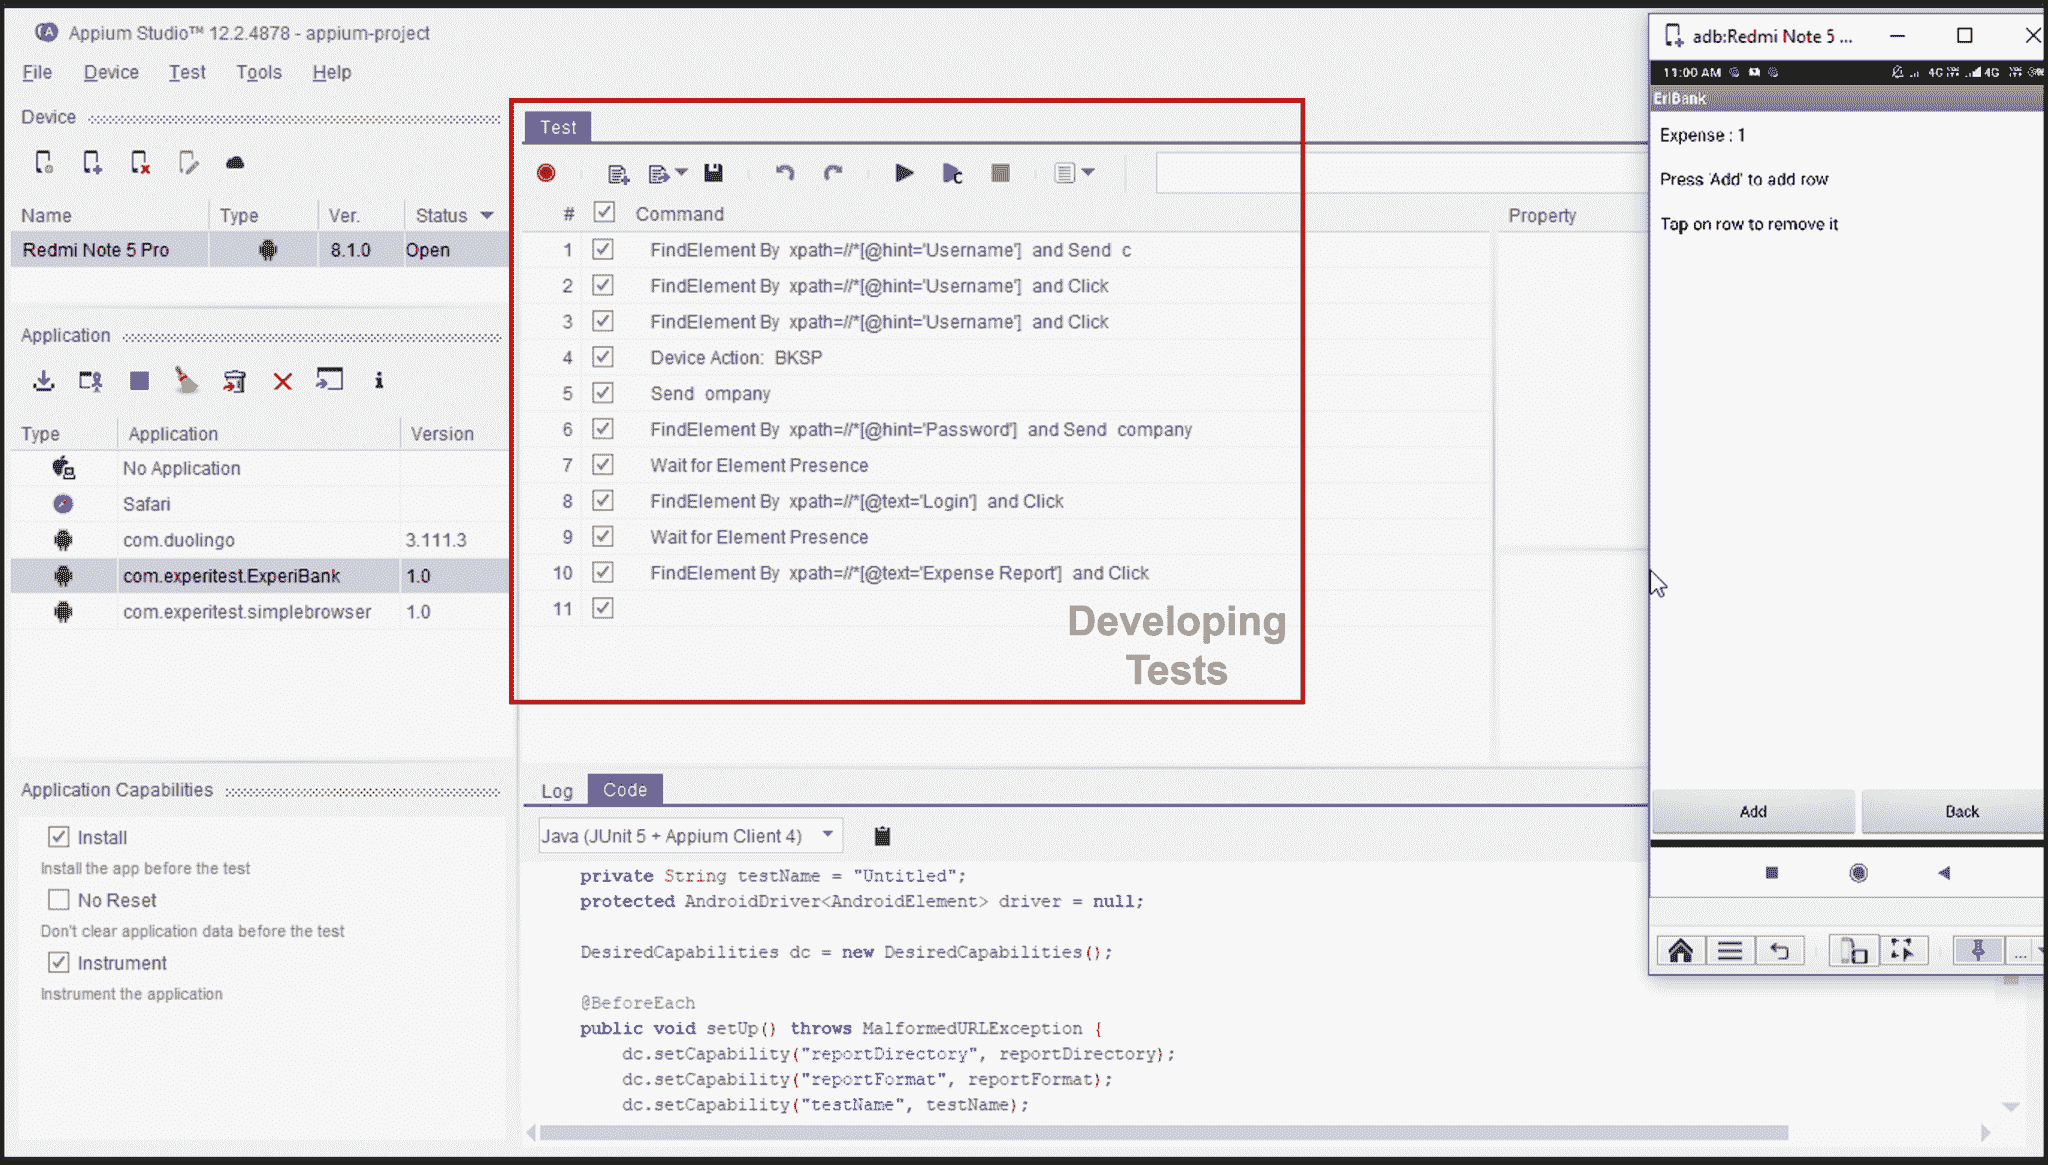 Appium Studio™ 12.2.4878 - appium-project
File Device Test Tools Help
Device
Name Type Ver. Status
Redmi Note 5 Pro 8.1.0 Open
Application
Type Application Version
No Application
Safari
com.duolingo 3.111.3
com.experitest.ExperiBank 1.0
com.experitest.simplebrowser 1.0
Application Capabilities
Install
Install the app before the test
No Reset
Don't clear application data before the test
Instrument
Instrument the application
Test
# Command
1 FindElement By xpath=//*[@hint='Username'] and Send c
2 FindElement By xpath=//*[@hint='Username'] and Click
3 FindElement By xpath=//*[@hint='Username'] and Click
4 Device Action: BKSP
5 Send ompany
6 FindElement By xpath=//*[@hint='Password'] and Send company
7 Wait for Element Presence
8 FindElement By xpath=//*[@text='Login'] and Click
9 Wait for Element Presence
10 FindElement By xpath=//*[@text='Expense Report'] and Click
11
Developing
Tests
Property
Log Code
Java (JUnit 5 + Appium Client 4)
private String testName = "Untitled";
protected AndroidDriver<AndroidElement> driver = null;
DesiredCapabilities dc = new DesiredCapabilities();
@BeforeEach
public void setUp() throws MalformedURLException {
dc.setCapability("reportDirectory", reportDirectory);
dc.setCapability("reportFormat", reportFormat);
dc.setCapability("testName", testName);
adb:Redmi Note 5 ...
11:00 AM 4G 4G
EriBank
Expense : 1
Press 'Add' to add row
Tap on row to remove it
Add Back
...